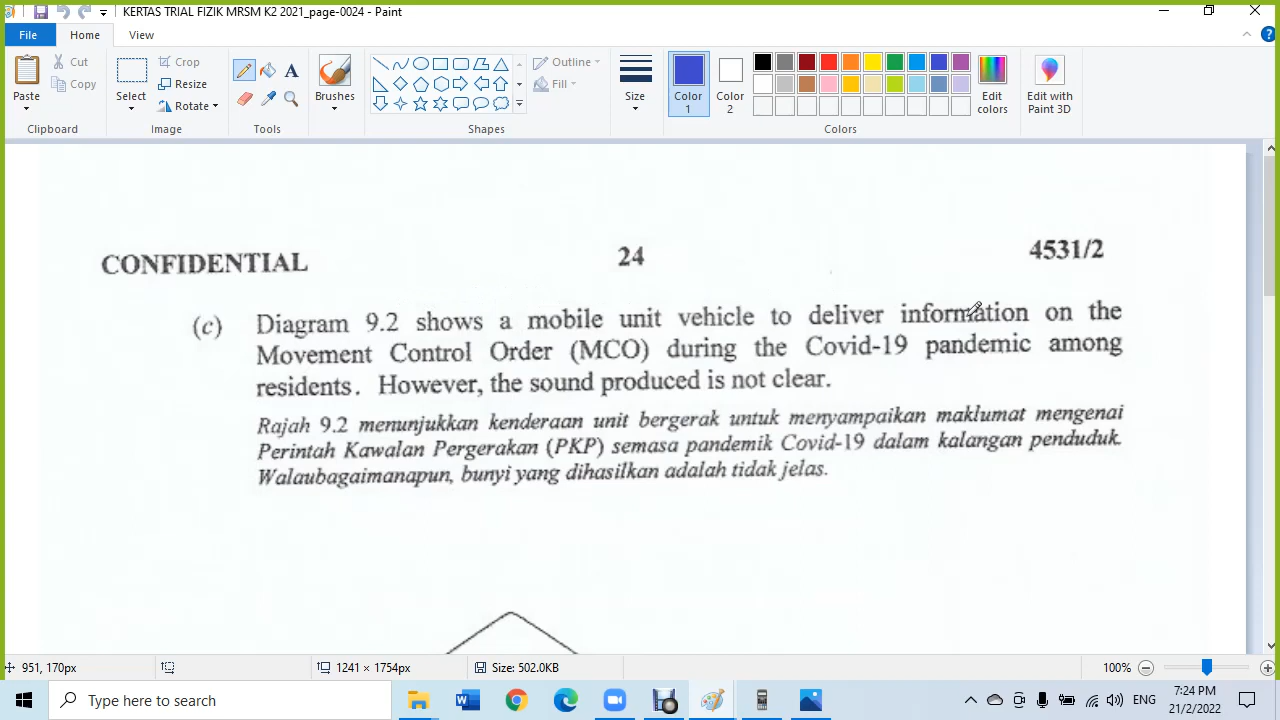 KERTAS TRIAL FIZIK MRSM K2 2021_page-0024 - Paint
File Home View
Paste Cut Copy Clipboard
Select Crop Resize Rotate Image
A Tools
Brushes
Outline Fill Shapes
Size
Color 1 Color 2 Edit colors Colors
Edit with Paint 3D
CONFIDENTIAL 24 4531/2
(c) Diagram 9.2 shows a mobile unit vehicle to deliver information on the
Movement Control Order (MCO) during the Covid-19 pandemic among
residents. However, the sound produced is not clear.
Rajah 9.2 menunjukkan kenderaan unit bergerak untuk menyampaikan maklumat mengenai
Perintah Kawalan Pergerakan (PKP) semasa pandemik Covid-19 dalam kalangan penduduk.
Walaubagaimanapun, bunyi yang dihasilkan adalah tidak jelas.
951, 170px 1241 × 1754px Size: 502.0KB 100%
Type here to search ENG 7:24 PM
21/2/2022